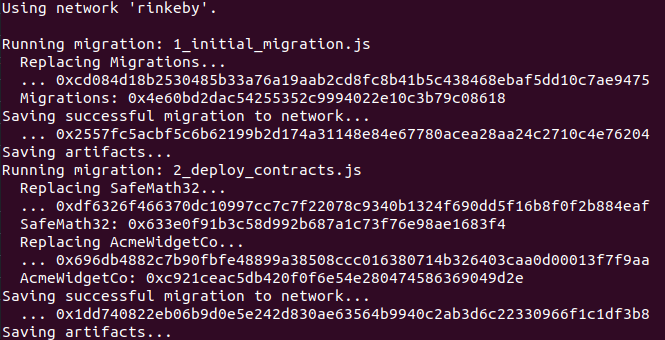 Using network 'rinkeby'.
Running migration: 1_initial_migration.js
Replacing Migrations...
... 0xcd084d18b2530485b33a76a19aab2cd8fc8b41b5c438468ebaf5dd10c7ae9475
Migrations: 0x4e60bd2dac54255352c9994022e10c3b79c08618
Saving successful migration to network...
... 0x2557fc5acbf5c6b62199b2d174a31148e84e67780acea28aa24c2710c4e76204
Saving artifacts...
Running migration: 2_deploy_contracts.js
Replacing SafeMath32...
... 0xdf6326f466370dc10997cc7c7f22078c9340b1324f690dd5f16b8f0f2b884eaf
SafeMath32: 0x633e0f91b3c58d992b687a1c73f76e98ae1683f4
Replacing AcmeWidgetCo...
... 0x696db4882c7b90fbfe48899a38508ccc016380714b326403caa0d00013f7f9aa
AcmeWidgetCo: 0xc921ceac5db420f0f6e54e280474586369049d2e
Saving successful migration to network...
... 0x1dd740822eb06b9d0e5e242d830ae63564b9940c2ab3d6c22330966f1c1df3b8
Saving artifacts...